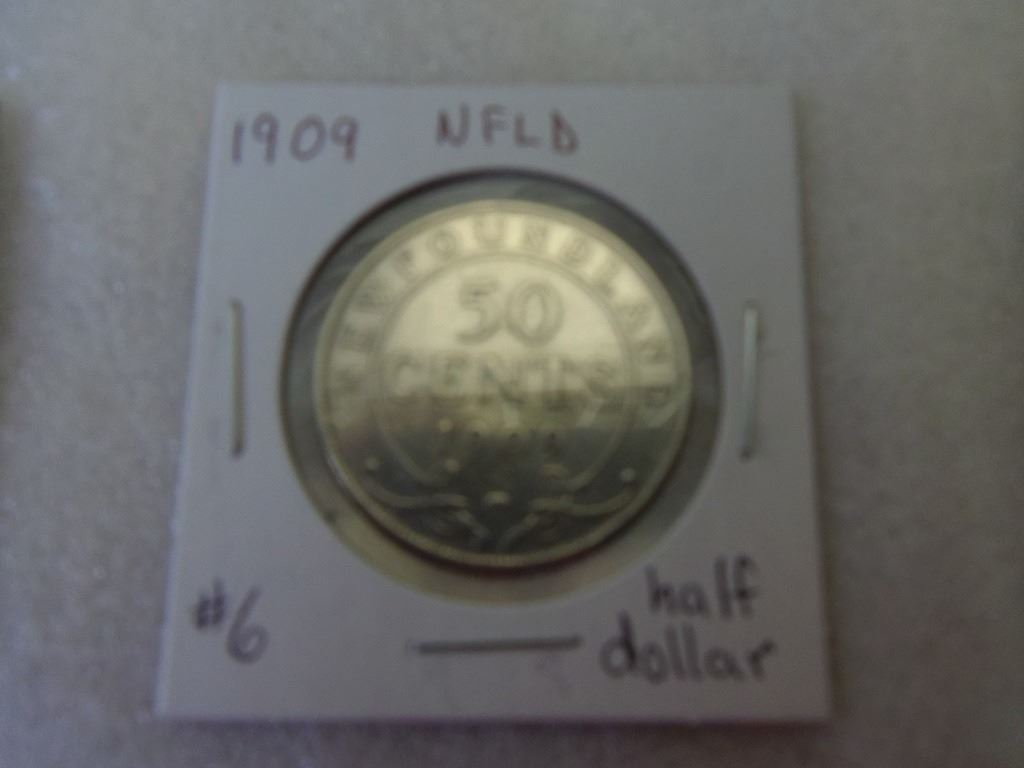 1909 NFLD
NEWFOUNDLAND
50
CENTS
#6
half
dollar